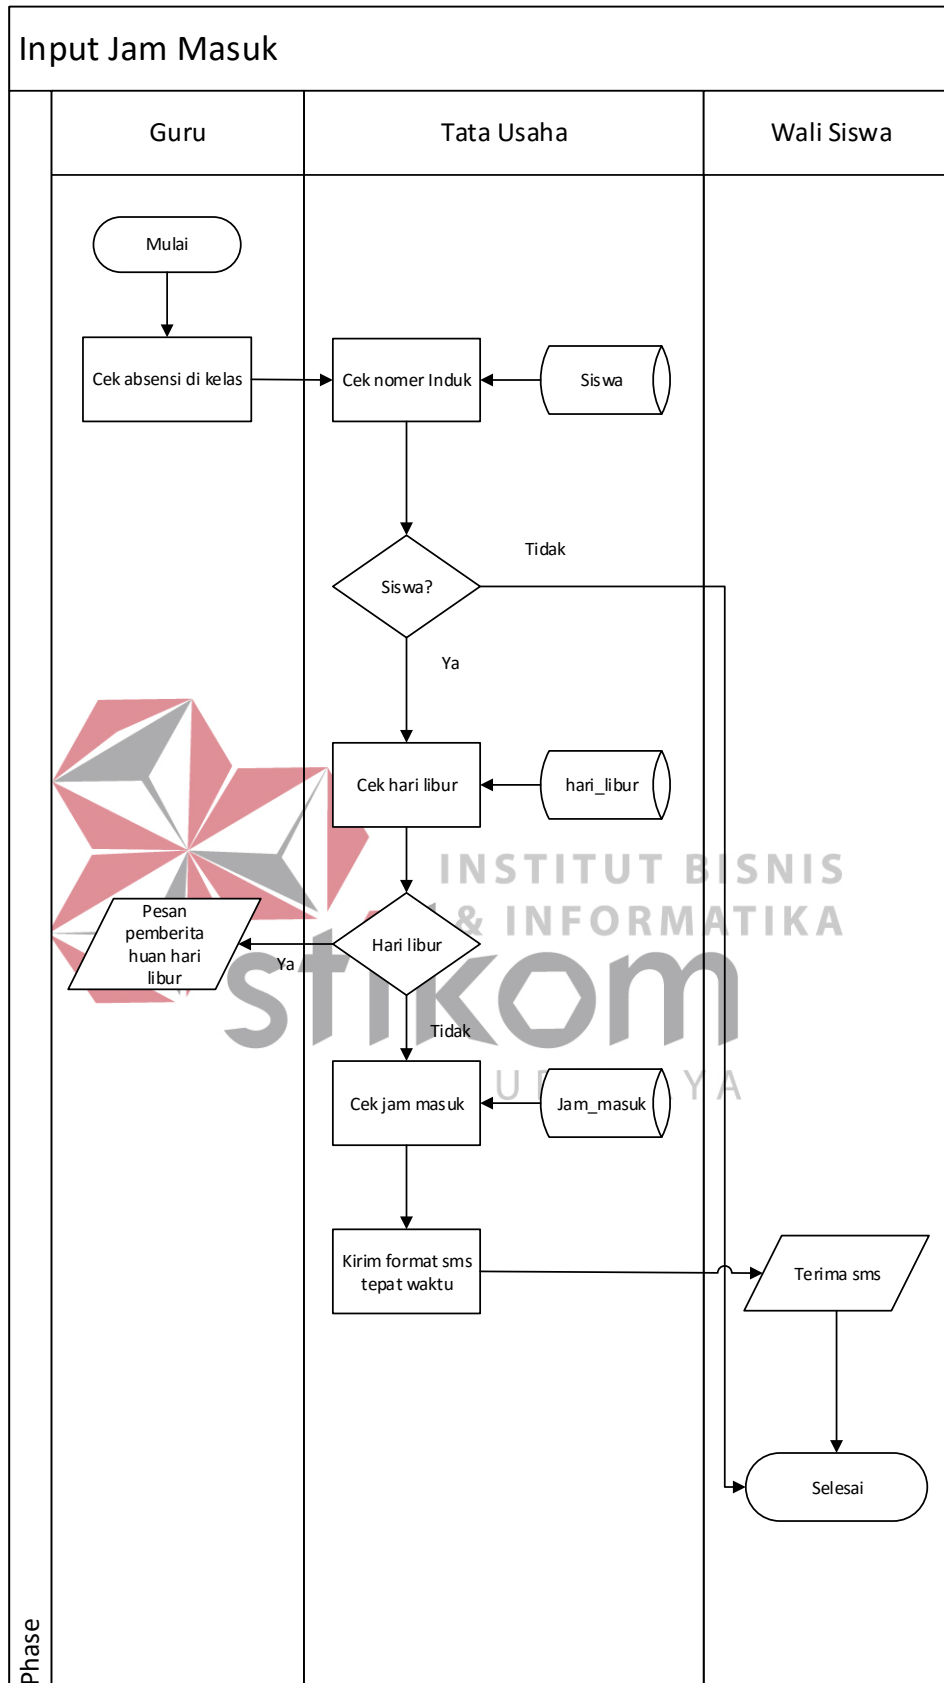 Input Jam Masuk
Guru
Tata Usaha
Wali Siswa
Mulai
Cek absensi di kelas
Cek nomer Induk
Siswa
Siswa?
Tidak
Ya
Cek hari libur
hari_libur
INSTITUT BISNIS
& INFORMATIKA
Pesan
pemberita
huan hari
libur
Ya
Hari libur
stikom
Tidak
Cek jam masuk
Jam_masuk
Kirim format sms
tepat waktu
Terima sms
Selesai
Phase